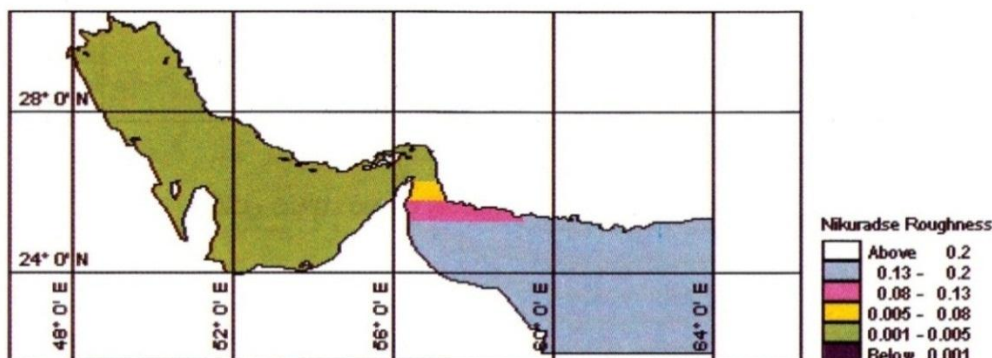 28° 0' N
24° 0' N
48° 0' E
52° 0' E
56° 0' E
60° 0' E
64° 0' E
Nikuradse Roughness
Above 0.2
0.13 - 0.2
0.08 - 0.13
0.005 - 0.08
0.001 - 0.005
Below 0.001